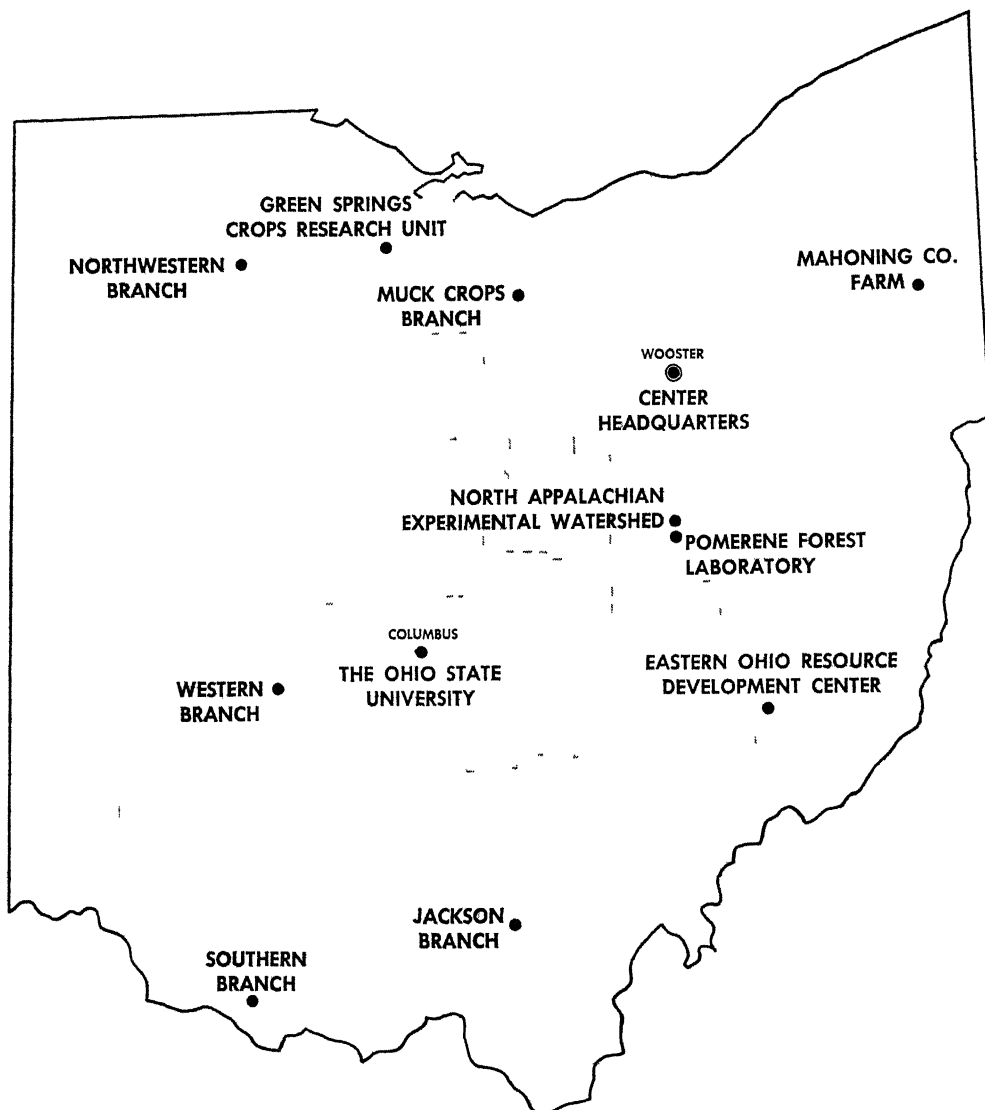 GREEN SPRINGS
CROPS RESEARCH UNIT
NORTHWESTERN
BRANCH
MUCK CROPS
BRANCH
MAHONING CO.
FARM
WOOSTER
CENTER
HEADQUARTERS
NORTH APPALACHIAN
EXPERIMENTAL WATERSHED
POMERENE FOREST
LABORATORY
COLUMBUS
THE OHIO STATE
UNIVERSITY
WESTERN
BRANCH
EASTERN OHIO RESOURCE
DEVELOPMENT CENTER
JACKSON
BRANCH
SOUTHERN
BRANCH